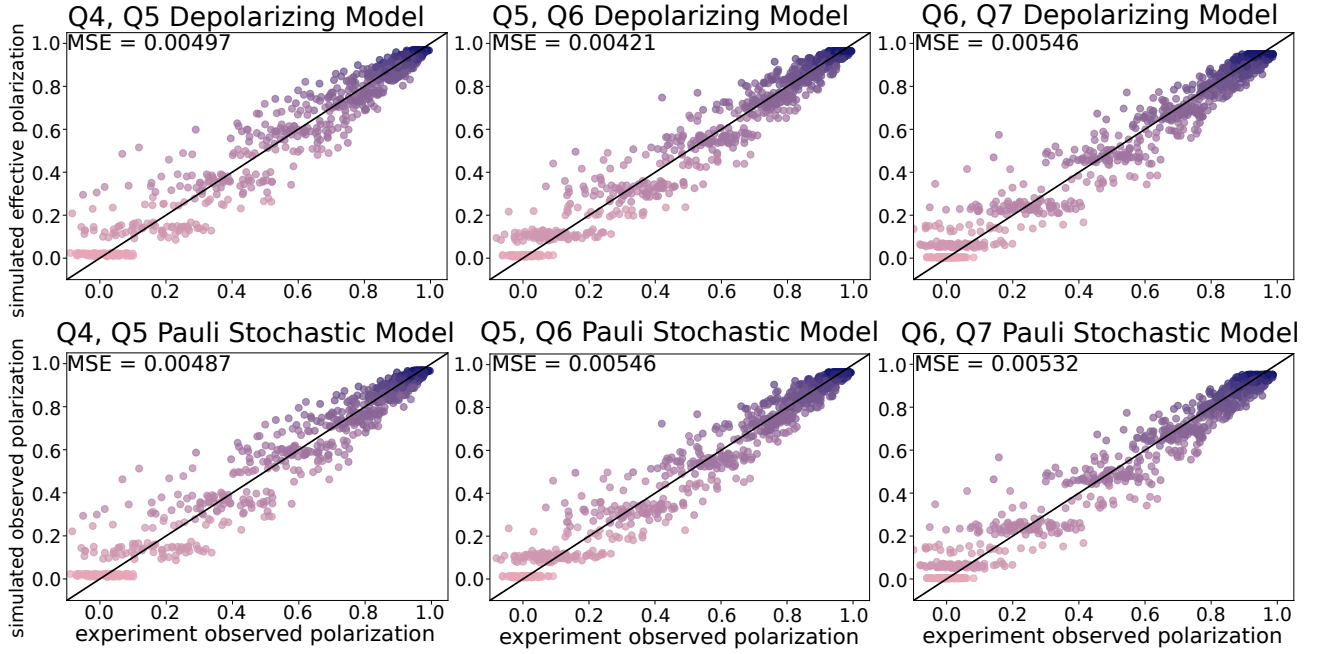 Q4, Q5 Depolarizing Model
Q5, Q6 Depolarizing Model
Q6, Q7 Depolarizing Model
simulated effective polarization
MSE = 0.00497
MSE = 0.00421
MSE = 0.00546
1.0
0.8
0.6
0.4
0.2
0.0
1.0
0.8
0.6
0.4
0.2
0.0
1.0
0.8
0.6
0.4
0.2
0.0
0.0 0.2 0.4 0.6 0.8 1.0
0.0 0.2 0.4 0.6 0.8 1.0
0.0 0.2 0.4 0.6 0.8 1.0
Q4, Q5 Pauli Stochastic Model
Q5, Q6 Pauli Stochastic Model
Q6, Q7 Pauli Stochastic Model
simulated observed polarization
MSE = 0.00487
MSE = 0.00546
MSE = 0.00532
1.0
0.8
0.6
0.4
0.2
0.0
1.0
0.8
0.6
0.4
0.2
0.0
1.0
0.8
0.6
0.4
0.2
0.0
0.0 0.2 0.4 0.6 0.8 1.0
0.0 0.2 0.4 0.6 0.8 1.0
0.0 0.2 0.4 0.6 0.8 1.0
experiment observed polarization
experiment observed polarization
experiment observed polarization